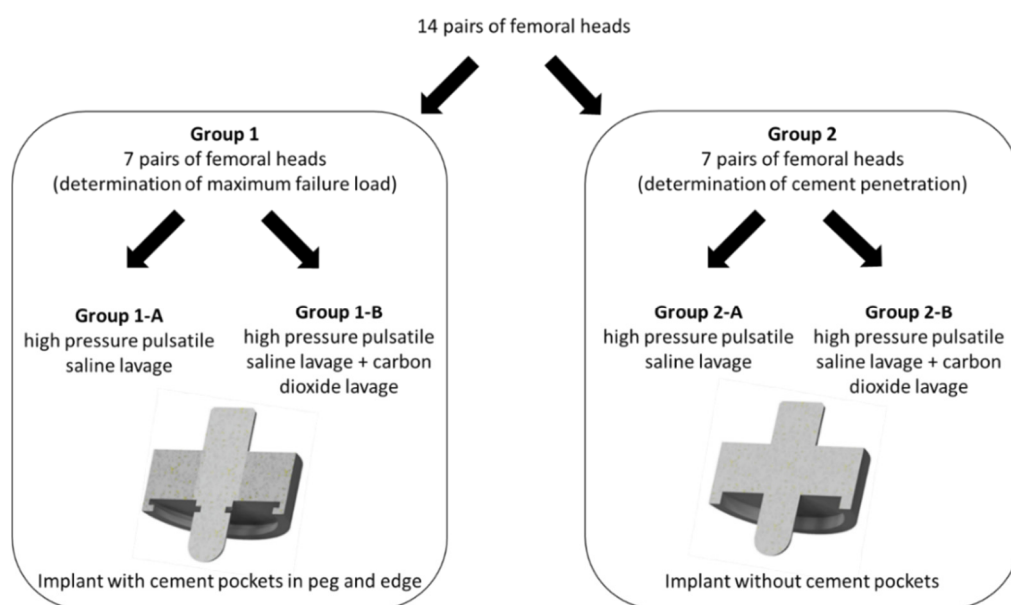 14 pairs of femoral heads
Group 1
7 pairs of femoral heads
(determination of maximum failure load)
Group 1-A
high pressure pulsatile
saline lavage
Group 1-B
high pressure pulsatile
saline lavage + carbon
dioxide lavage
Implant with cement pockets in peg and edge
Group 2
7 pairs of femoral heads
(determination of cement penetration)
Group 2-A
high pressure pulsatile
saline lavage
Group 2-B
high pressure pulsatile
saline lavage + carbon
dioxide lavage
Implant without cement pockets